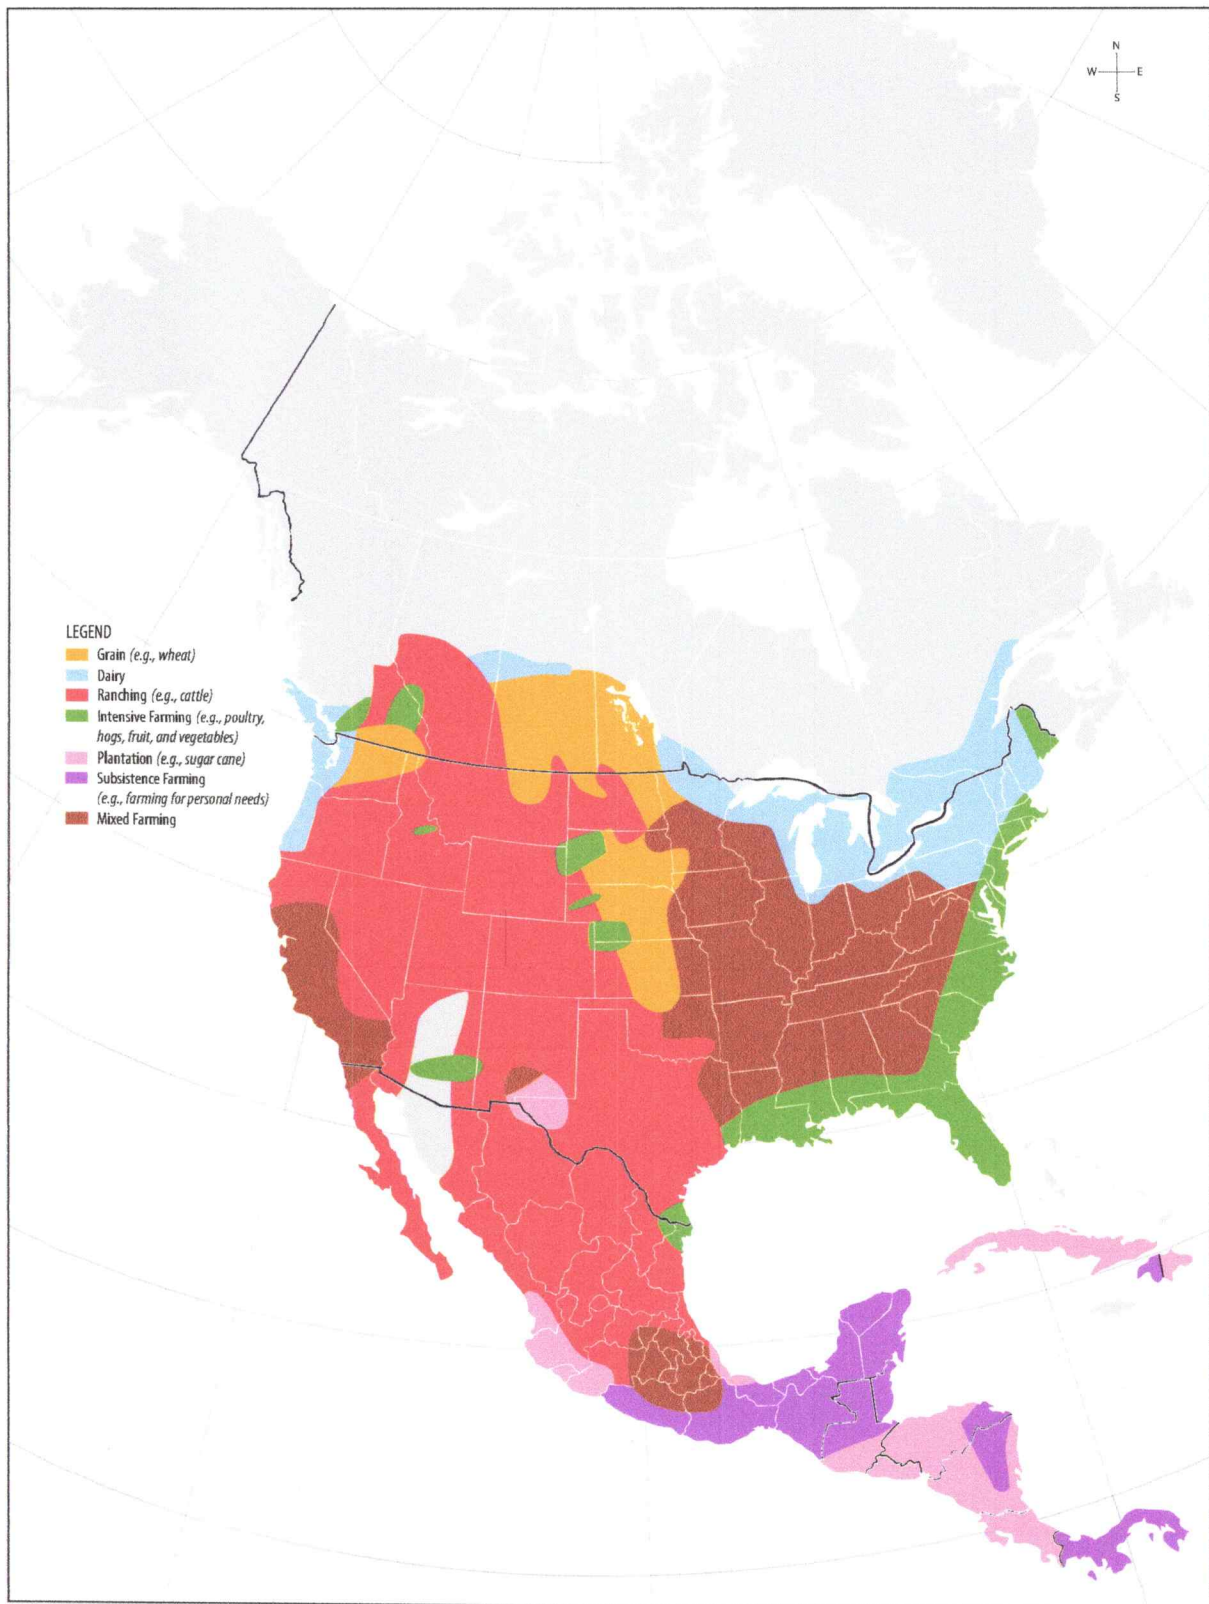 N
W E
S
LEGEND
Grain (e.g., wheat)
Dairy
Ranching (e.g., cattle)
Intensive Farming (e.g., poultry,
hogs, fruit, and vegetables)
Plantation (e.g., sugar cane)
Subsistence Farming
(e.g., farming for personal needs)
Mixed Farming